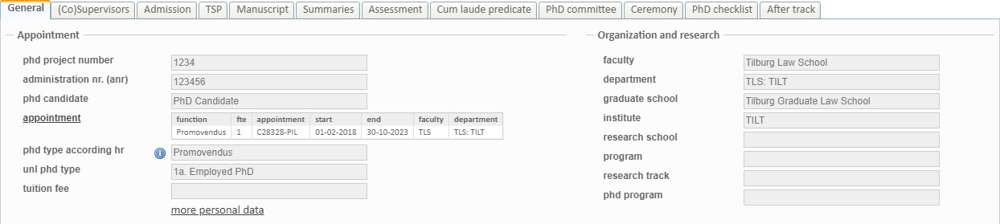 General (Co)Supervisors Admission TSP Manuscript Summaries Assessment Cum laude predicate PhD committee Ceremony PhD checklist After track
Appointment
phd project number 1234
administration nr. (anr) 123456
phd candidate PhD Candidate
appointment
function fte appointment start end faculty department
Promovendus 1 C28328-PIL 01-02-2018 30-10-2023 TLS TLS: TILT
phd type according hr Promovendus
unl phd type 1a. Employed PhD
tuition fee
more personal data
Organization and research
faculty Tilburg Law School
department TLS: TILT
graduate school Tilburg Graduate Law School
institute TILT
research school
program
research track
phd program